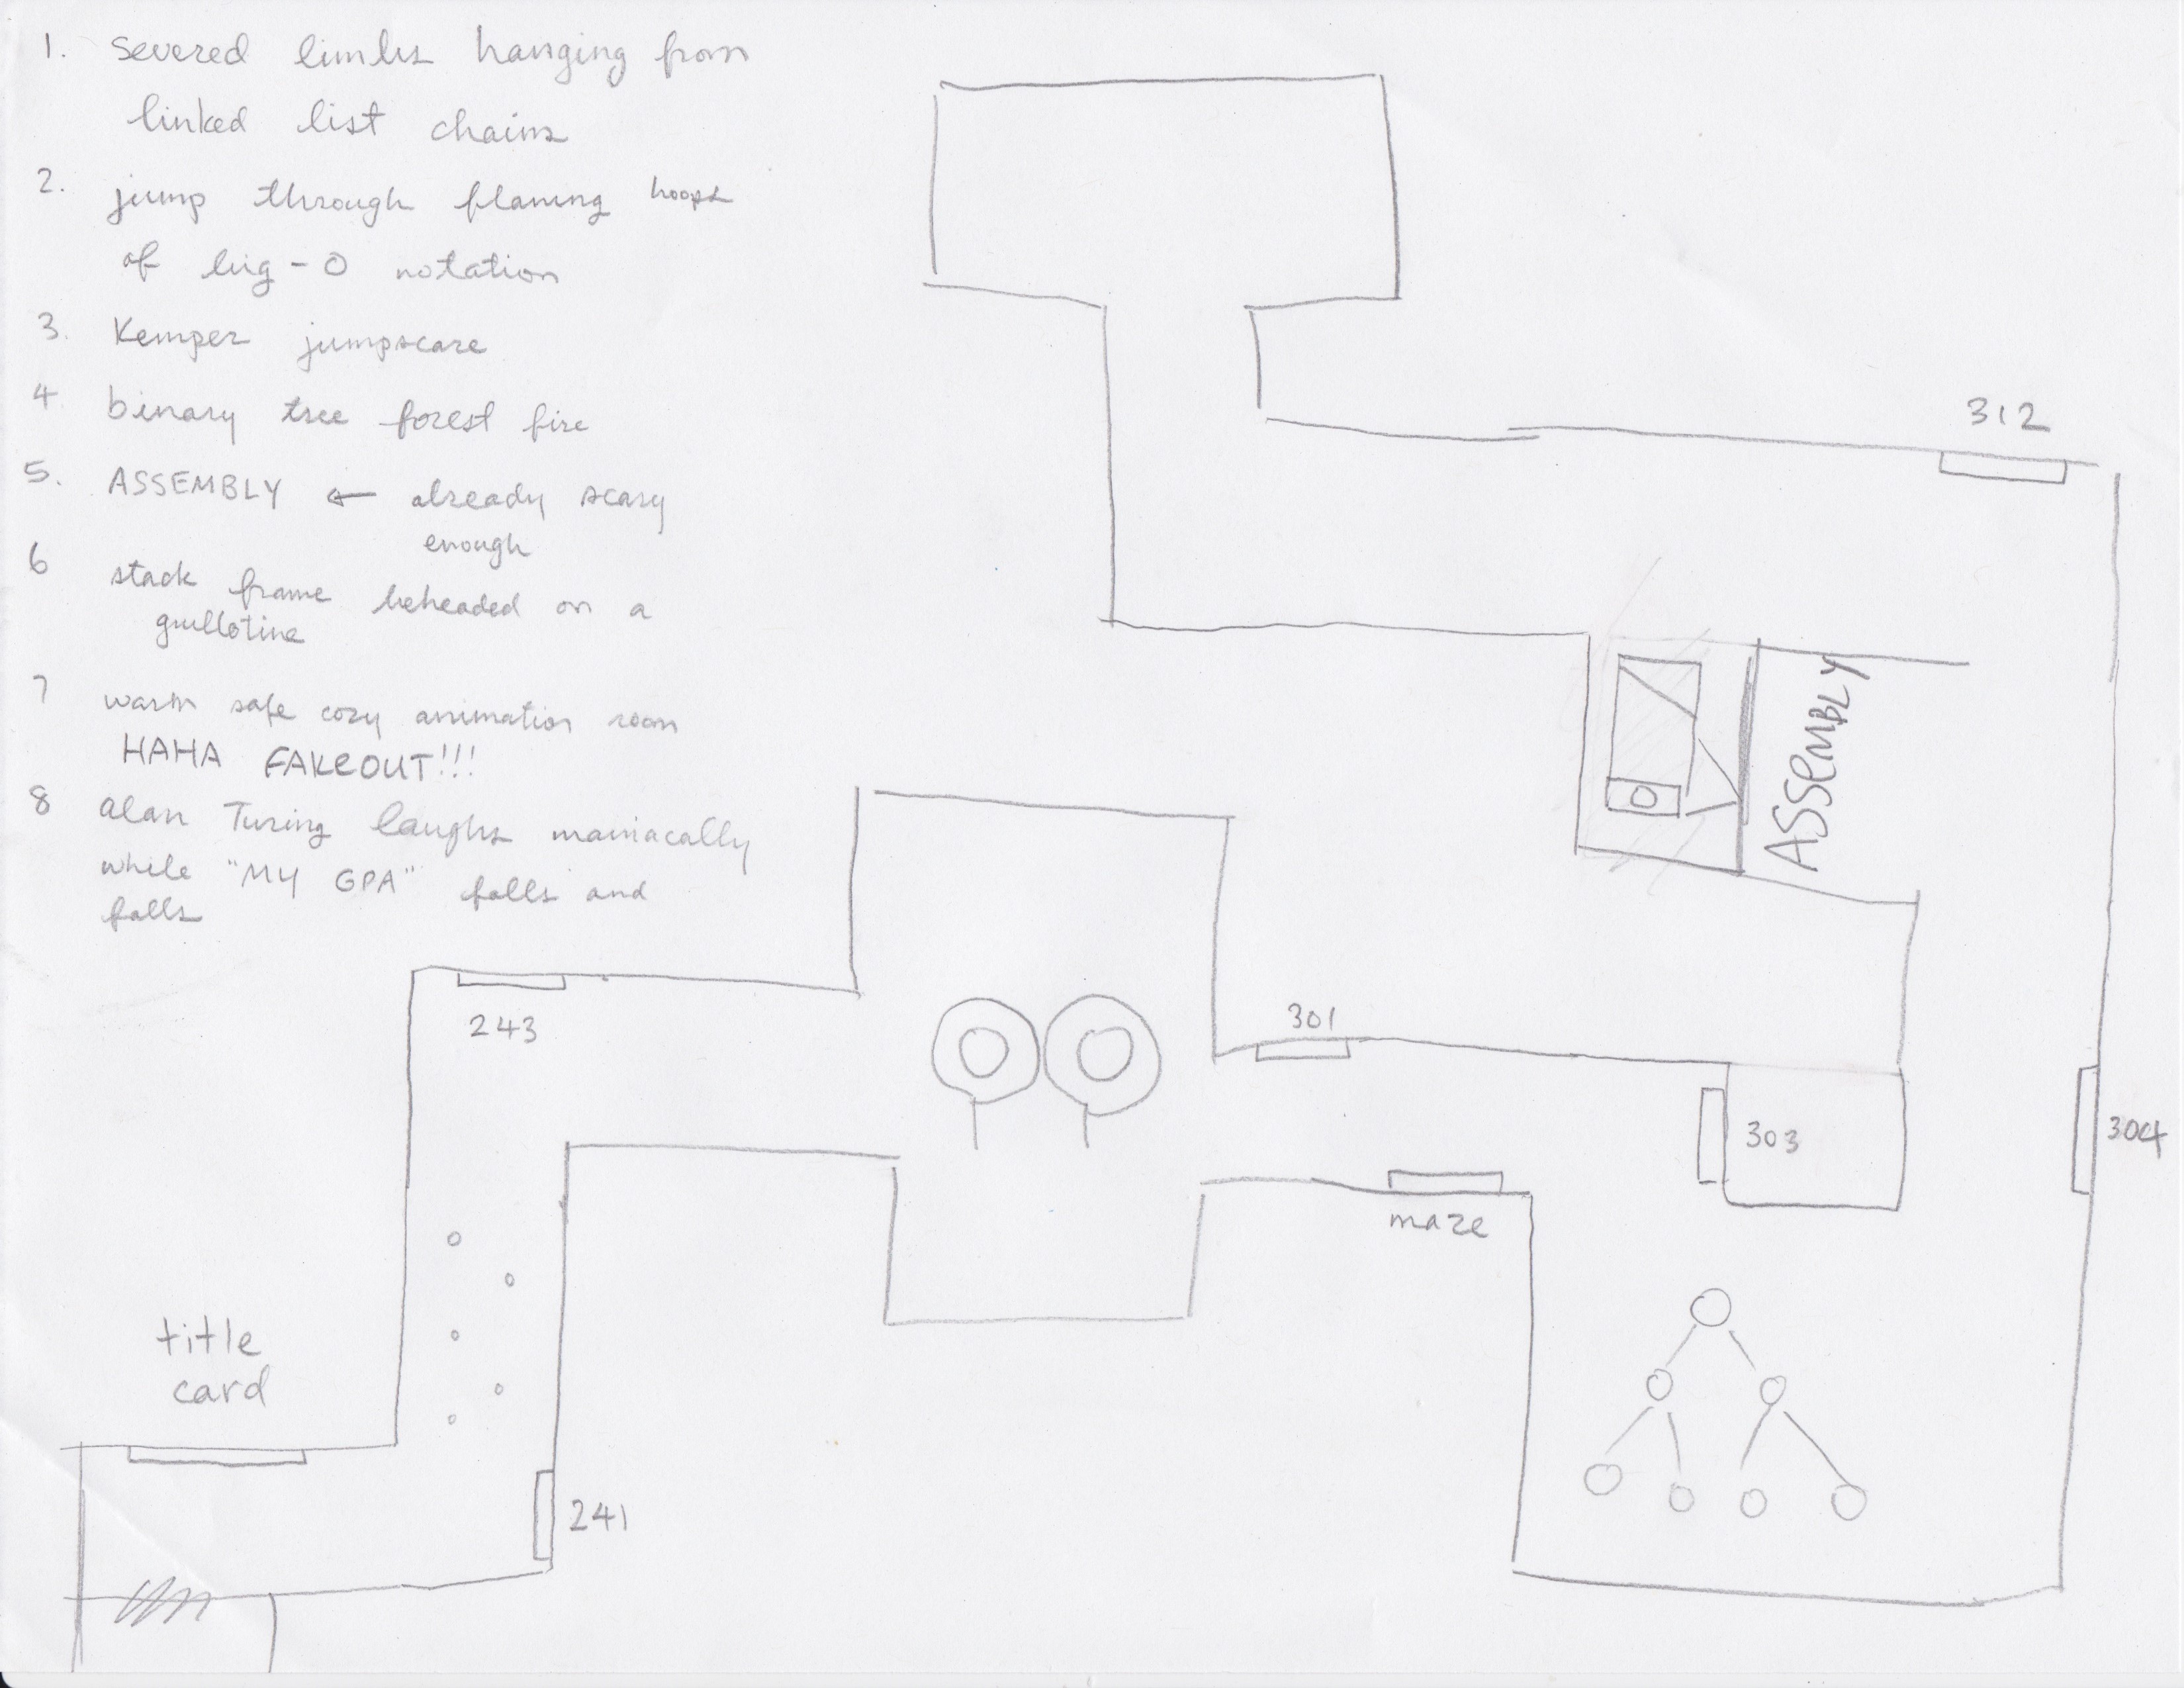 1. severed limbs hanging from
linked list chains
2. jump through flaming hoops
of big-O notation
3. Kemper jumpscare
4 binary tree forest fire
5. ASSEMBLY ← already scary
enough
6 stack frame beheaded on a
guillotine
7 warm safe cozy animation room
HAHA FAKEOUT!!!
8 alan Turing laughs maniacally
while "MY GPA" falls and
falls
312
ASSEMBLY
243
301
303
304
maze
title
card
241